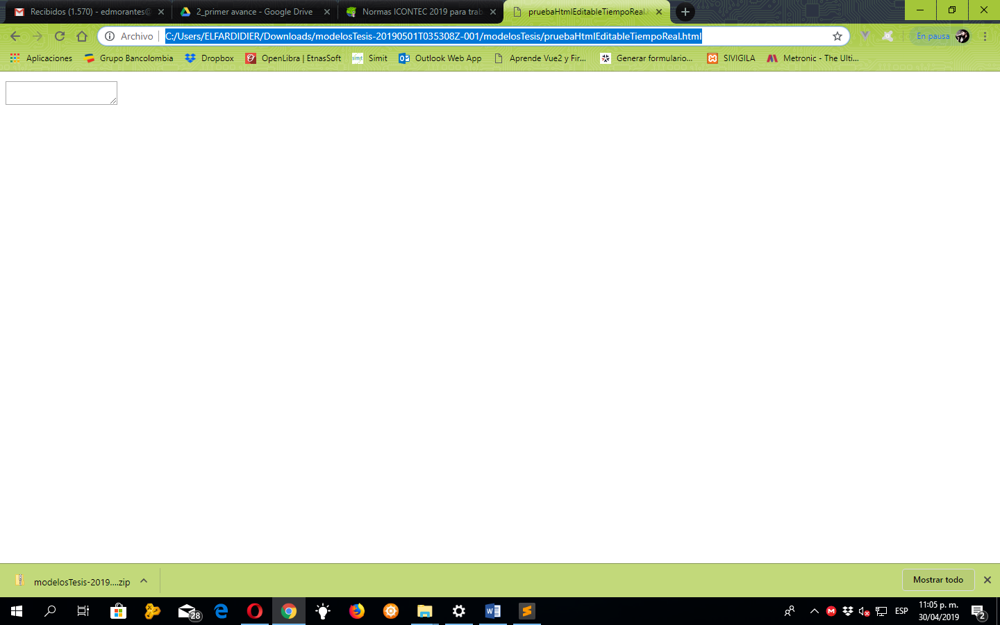 Recibidos (1.570) - edmorantes@
2_primer avance - Google Drive
Normas ICONTEC 2019 para trab
pruebaHtmlEditableTiempoReal.
Archivo
C:/Users/ELFARDIDIER/Downloads/modelosTesis-20190501T035308Z-001/modelosTesis/pruebaHtmlEditableTiempoReal.html
En pausa
Aplicaciones
Grupo Bancolombia
Dropbox
OpenLibra | EtnasSoft
Simit
Outlook Web App
Aprende Vue2 y Fir...
Generar formulario...
SIVIGILA
Metronic - The Ulti...
modelosTesis-2019....zip
Mostrar todo
28
ESP
11:05 p. m.
30/04/2019
2